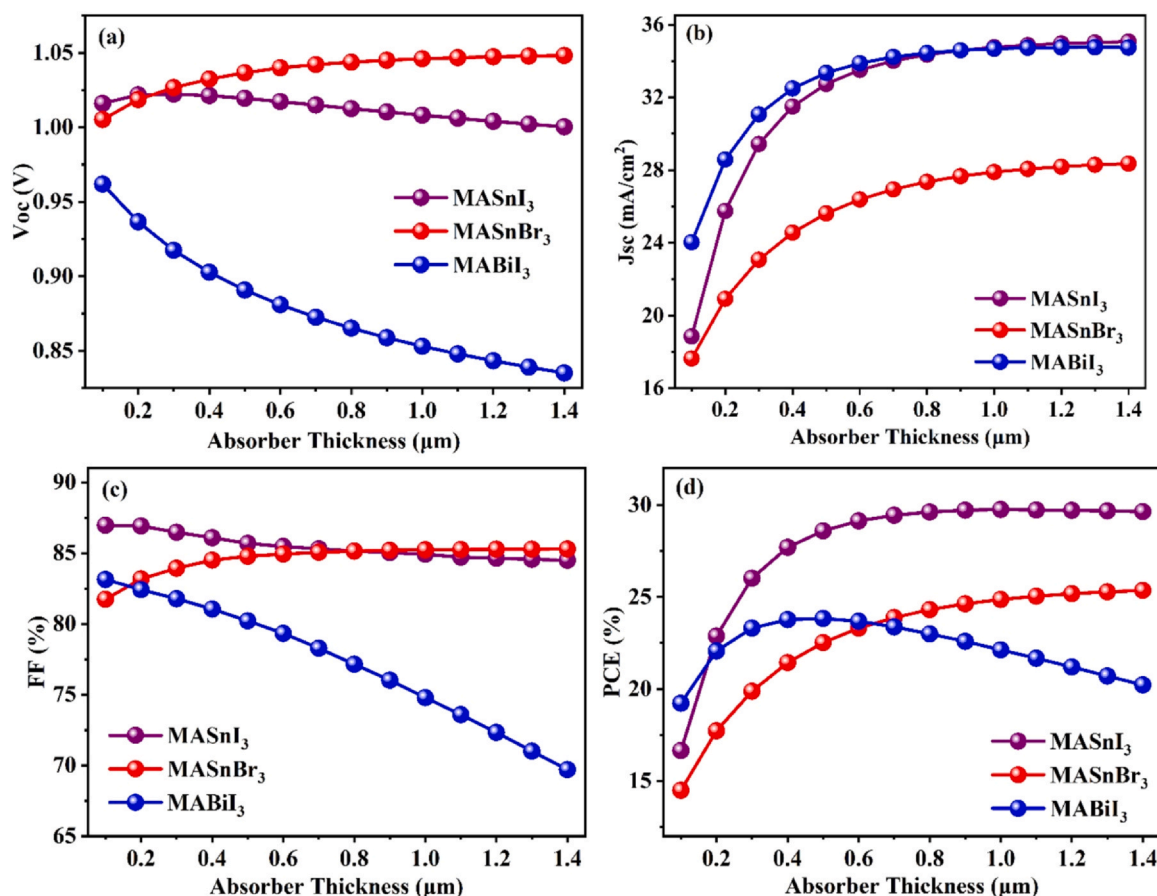 (a)
Voc (V)
1.05
1.00
0.95
0.90
0.85
MASnI₃
MASnBr₃
MABiI₃
0.2 0.4 0.6 0.8 1.0 1.2 1.4
Absorber Thickness (µm)
(b)
Jsc (mA/cm²)
36
32
28
24
20
16
MASnI₃
MASnBr₃
MABiI₃
0.2 0.4 0.6 0.8 1.0 1.2 1.4
Absorber Thickness (µm)
(c)
FF (%)
90
85
80
75
70
65
MASnI₃
MASnBr₃
MABiI₃
0.2 0.4 0.6 0.8 1.0 1.2 1.4
Absorber Thickness (µm)
(d)
PCE (%)
30
25
20
15
MASnI₃
MASnBr₃
MABiI₃
0.2 0.4 0.6 0.8 1.0 1.2 1.4
Absorber Thickness (µm)